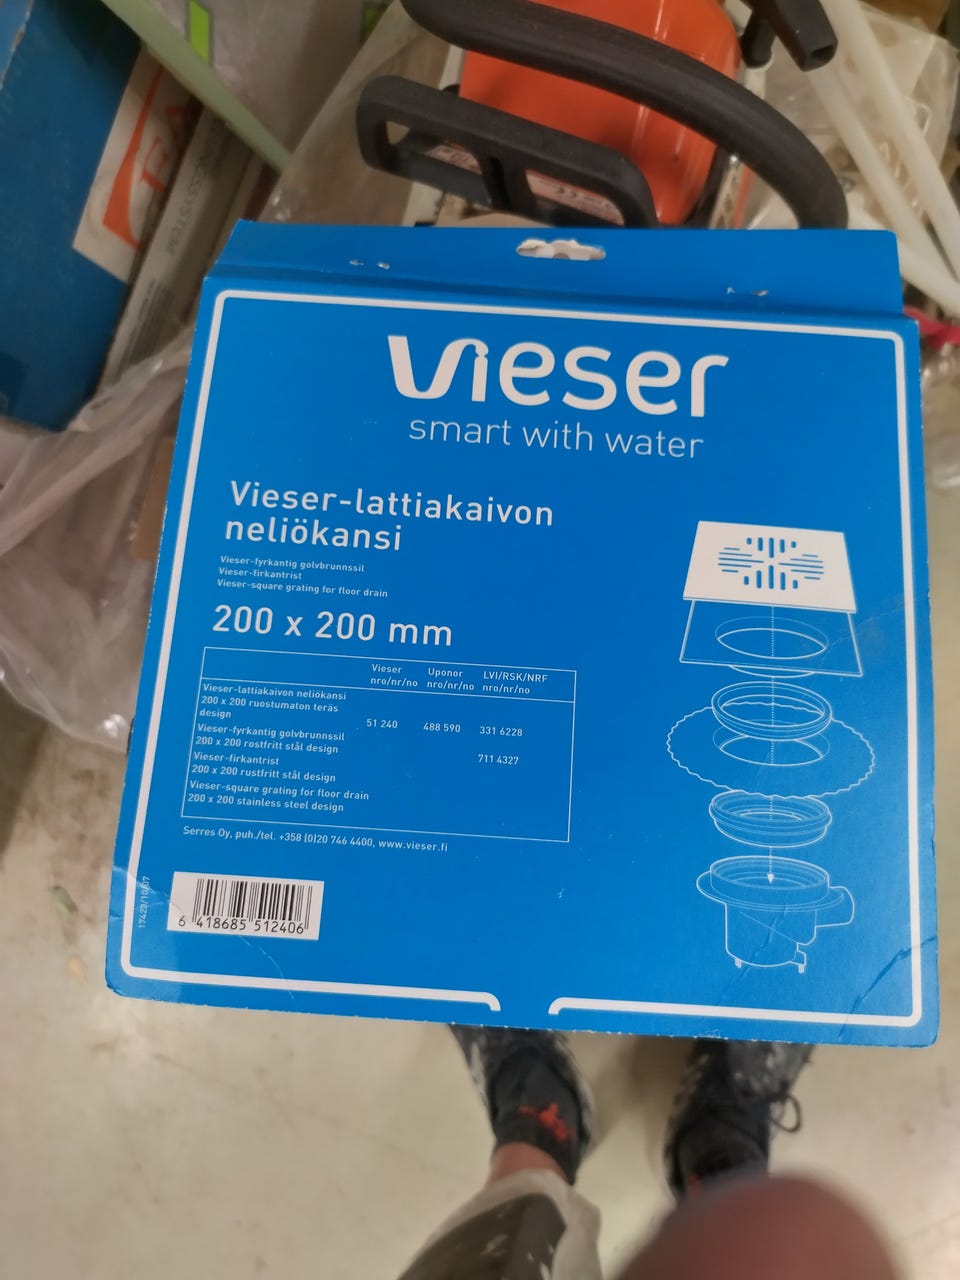 vieser
smart with water
Vieser-lattiakaivon
neliökansi
Vieser-fyrkantig golvbrunnssil
Vieser-firkantrist
Vieser-square grating for floor drain
200 x 200 mm
Vieser Uponor LVI/RSK/NRF
nro/nr/no nro/nr/no nro/nr/no
Vieser-lattiakaivon neliökansi
200 x 200 ruostumaton teräs
design 51 240 488 590 331 6228
Vieser-fyrkantig golvbrunnssil
200 x 200 rostfritt stål design 711 4327
Vieser-firkantrist
200 x 200 rustfritt stål design
Vieser-square grating for floor drain
200 x 200 stainless steel design
Serres Oy, puh./tel. +358 (0)20 746 4400, www.vieser.fi
6 418685 512406